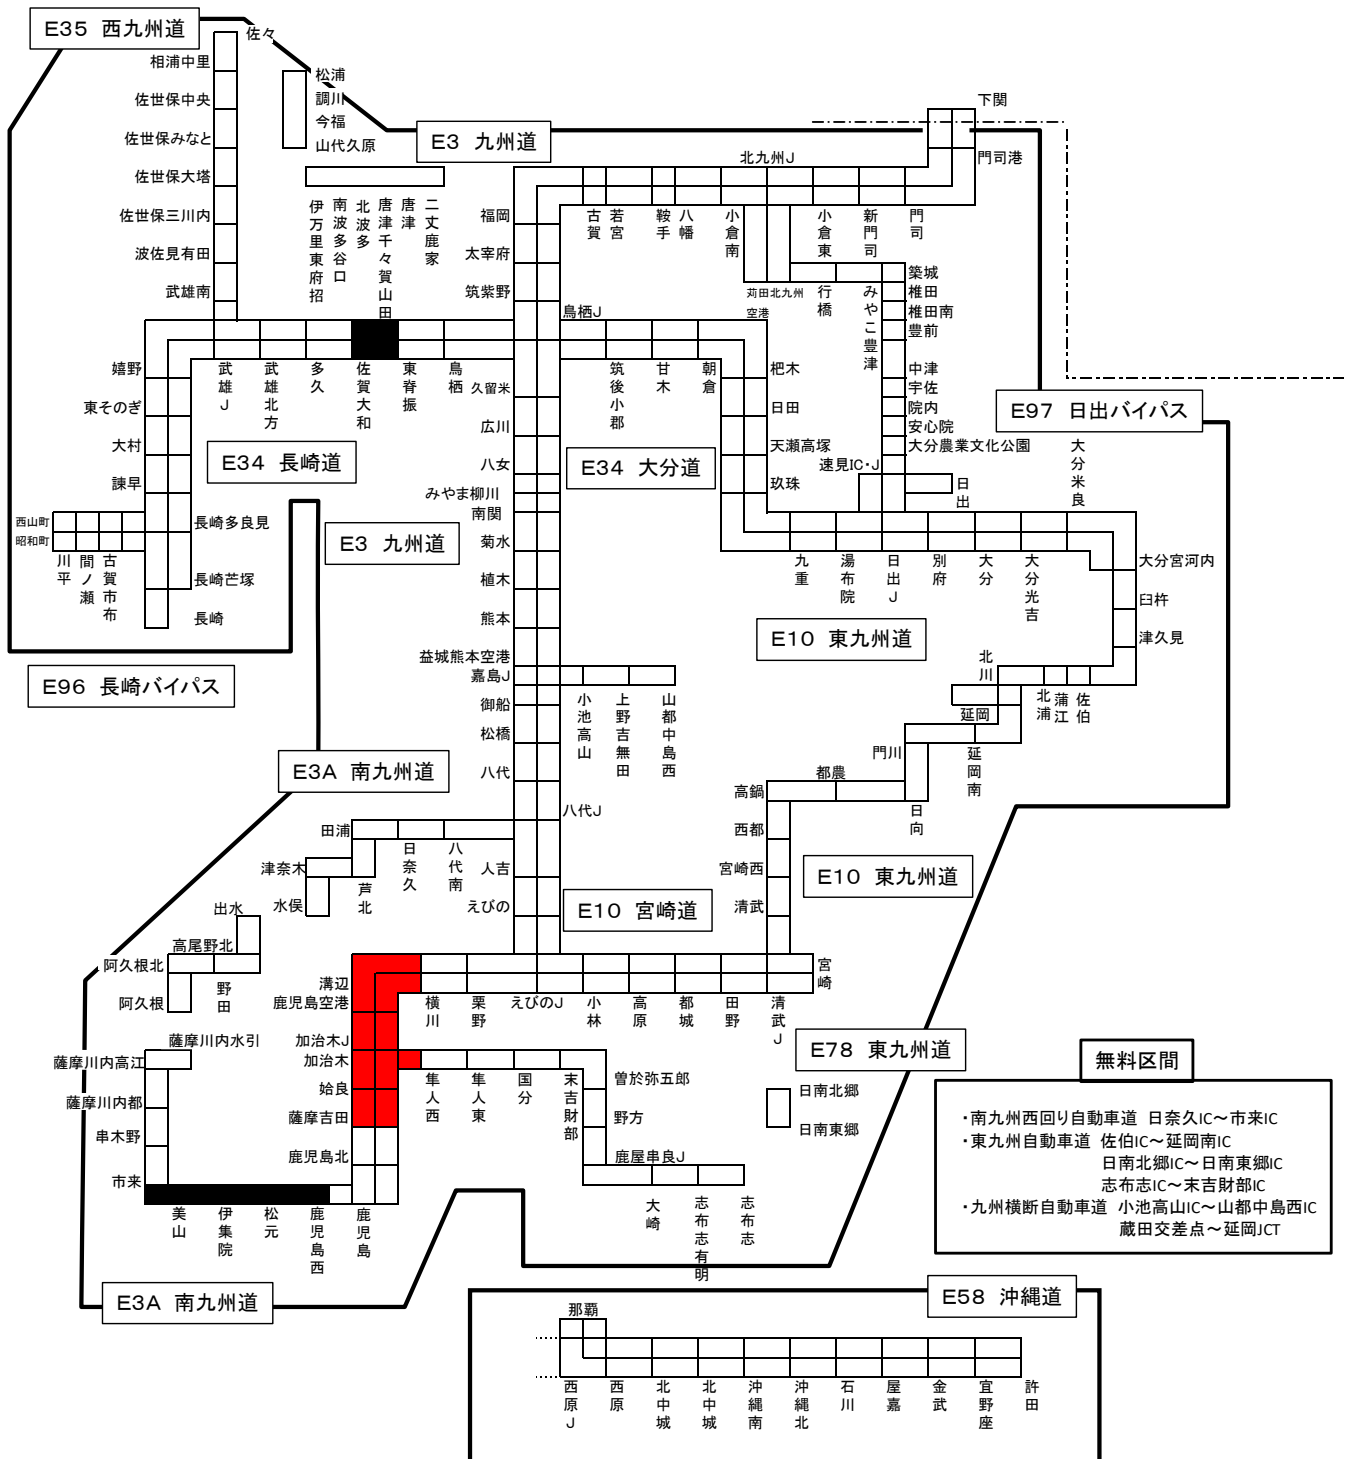 E35 西九州道
佐々
相浦中里
佐世保中央
佐世保みなと
佐世保大塔
佐世保三川内
波佐見有田
武雄南
松浦
調川
今福
山代久原
E3 九州道
伊万里東府招
南波多谷口
北波多
唐津千々賀山田
唐津
二丈鹿家
下関
門司港
北九州J
福岡
太宰府
筑紫野
古賀
若宮
鞍手
八幡
小倉南
小倉東
新門司
門司
苅田北九州
空港
行橋
みやこ豊津
築城
椎田
椎田南
豊前
中津
宇佐
院内
安心院
大分農業文化公園
速見IC・J
日出
E97 日出バイパス
大分米良
鳥栖J
嬉野
東そのぎ
大村
諫早
武雄J
武雄北方
多久
佐賀大和
東脊振
鳥栖
久留米
広川
八女
みやま柳川
南関
菊水
植木
熊本
益城熊本空港
嘉島J
御船
松橋
八代
筑後小郡
甘木
朝倉
杷木
日田
天瀬高塚
玖珠
E34 長崎道
E34 大分道
E3 九州道
西山町
昭和町
川平
間ノ瀬
古賀市布
長崎多良見
長崎芒塚
長崎
E96 長崎バイパス
九重
湯布院
日出J
別府
大分
大分光吉
大分宮河内
臼杵
津久見
E10 東九州道
北川
北浦
蒲江
佐伯
延岡
延岡南
門川
日向
都農
高鍋
西都
宮崎西
清武
E10 東九州道
小池高山
上野吉無田
山都中島西
E3A 南九州道
八代J
田浦
日奈久
八代南
人吉
えびの
津奈木
芦北
水俣
出水
高尾野北
阿久根北
野田
阿久根
E10 宮崎道
溝辺
鹿児島空港
加治木J
加治木
姶良
薩摩吉田
鹿児島北
横川
栗野
えびのJ
小林
高原
都城
田野
清武J
宮崎
薩摩川内水引
薩摩川内高江
薩摩川内都
串木野
市来
美山
伊集院
松元
鹿児島西
鹿児島
隼人西
隼人東
国分
末吉財部
曽於弥五郎
野方
鹿屋串良J
大崎
志布志有明
志布志
E78 東九州道
日南北郷
日南東郷
E3A 南九州道
無料区間
・南九州西回り自動車道 日奈久IC～市来IC
・東九州自動車道 佐伯IC～延岡南IC
日南北郷IC～日南東郷IC
志布志IC～末吉財部IC
・九州横断自動車道 小池高山IC～山都中島西IC
蔵田交差点～延岡JCT
E58 沖縄道
那覇
西原J
西原
北中城
北中城
沖縄南
沖縄北
石川
屋嘉
金武
宜野座
許田